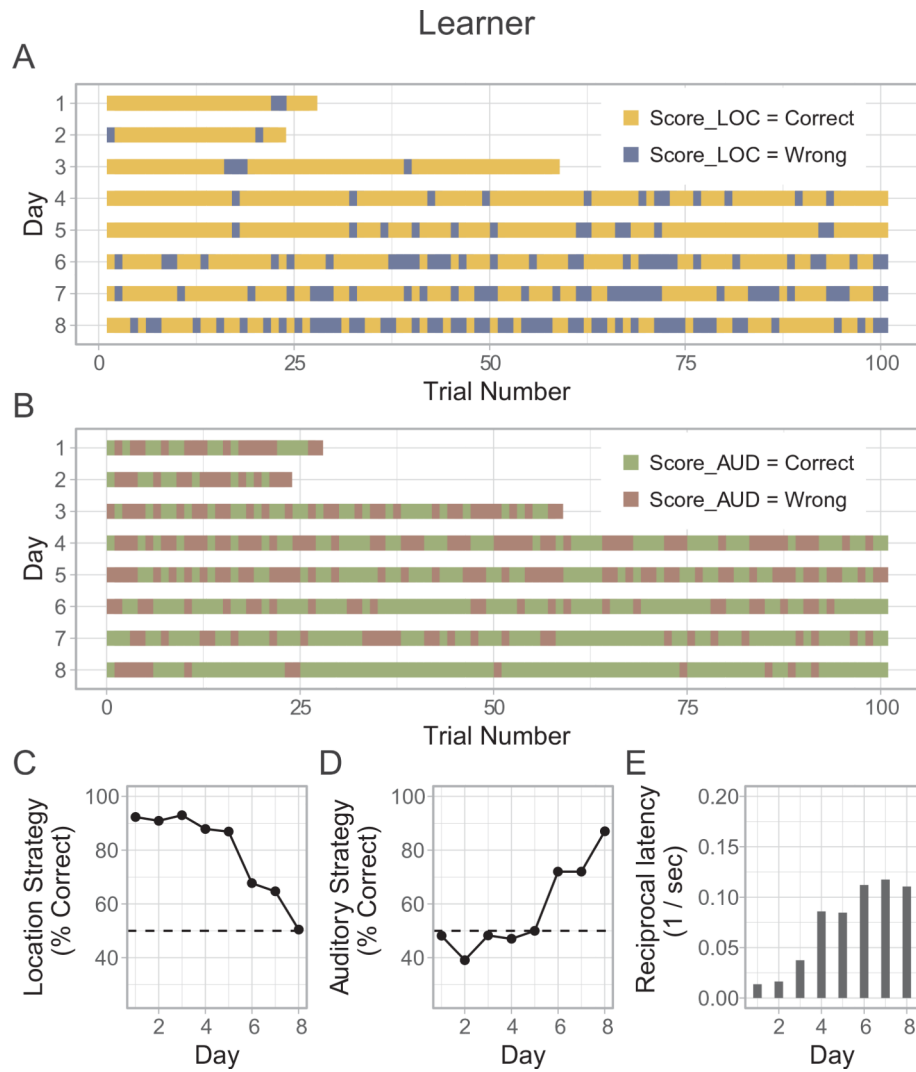 Learner
A
Day
1
2
3
4
5
6
7
8
Score_LOC = Correct
Score_LOC = Wrong
0
25
50
75
100
Trial Number
B
Day
1
2
3
4
5
6
7
8
Score_AUD = Correct
Score_AUD = Wrong
0
25
50
75
100
Trial Number
C
Location Strategy
(% Correct)
100
80
60
40
2
4
6
8
Day
D
Auditory Strategy
(% Correct)
100
80
60
40
2
4
6
8
Day
E
Reciprocal latency
(1 / sec)
0.20
0.15
0.10
0.05
0.00
1
2
3
4
5
6
7
8
Day